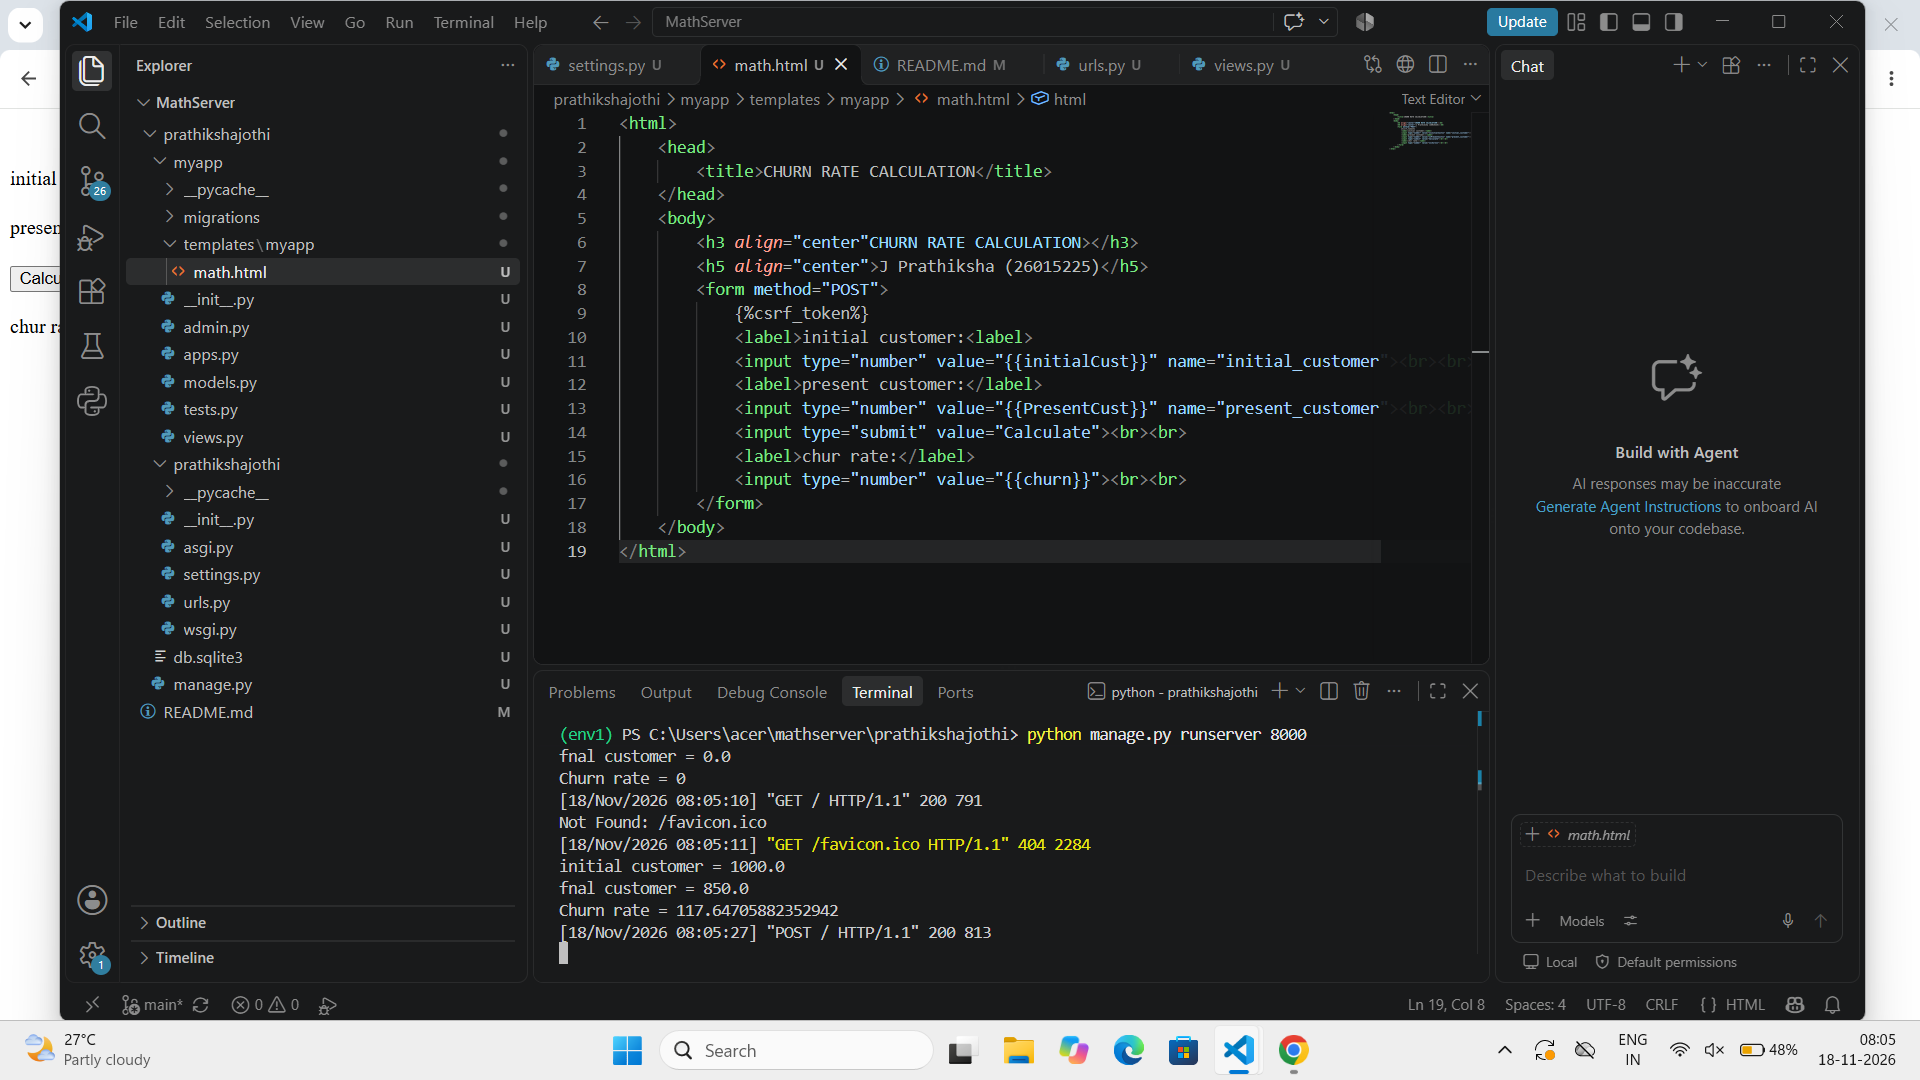 File Edit Selection View Go Run Terminal Help
MathServer
Update
Explorer
MathServer
prathikshajothi
myapp
__pycache__
migrations
templates\myapp
math.html U
__init__.py U
admin.py U
apps.py U
models.py U
tests.py U
views.py U
prathikshajothi
__pycache__
__init__.py U
asgi.py U
settings.py U
urls.py U
wsgi.py U
db.sqlite3 U
manage.py U
README.md M
Outline
Timeline
26
1
initial
presen
Calcu
chur ra
settings.py U math.html U README.md M urls.py U views.py U
prathikshajothi > myapp > templates > myapp > math.html > html
Text Editor
1 <html>
2 <head>
3 <title>CHURN RATE CALCULATION</title>
4 </head>
5 <body>
6 <h3 align="center"CHURN RATE CALCULATION></h3>
7 <h5 align="center">J Prathiksha (26015225)</h5>
8 <form method="POST">
9 {%csrf_token%}
10 <label>initial customer:<label>
11 <input type="number" value="{{initialCust}}" name="initial_customer"><br><br>
12 <label>present customer:</label>
13 <input type="number" value="{{PresentCust}}" name="present_customer"><br><br>
14 <input type="submit" value="Calculate"><br><br>
15 <label>chur rate:</label>
16 <input type="number" value="{{churn}}"><br><br>
17 </form>
18 </body>
19 </html>
Problems Output Debug Console Terminal Ports
python - prathikshajothi
(env1) PS C:\Users\acer\mathserver\prathikshajothi> python manage.py runserver 8000
fnal customer = 0.0
Churn rate = 0
[18/Nov/2026 08:05:10] "GET / HTTP/1.1" 200 791
Not Found: /favicon.ico
[18/Nov/2026 08:05:11] "GET /favicon.ico HTTP/1.1" 404 2284
initial customer = 1000.0
fnal customer = 850.0
Churn rate = 117.64705882352942
[18/Nov/2026 08:05:27] "POST / HTTP/1.1" 200 813
Chat
Build with Agent
AI responses may be inaccurate
Generate Agent Instructions to onboard AI
onto your codebase.
math.html
Describe what to build
Models
Local Default permissions
main* 0 0
Ln 19, Col 8 Spaces: 4 UTF-8 CRLF { } HTML
27°C
Partly cloudy
Search
ENG
IN
48%
08:05
18-11-2026